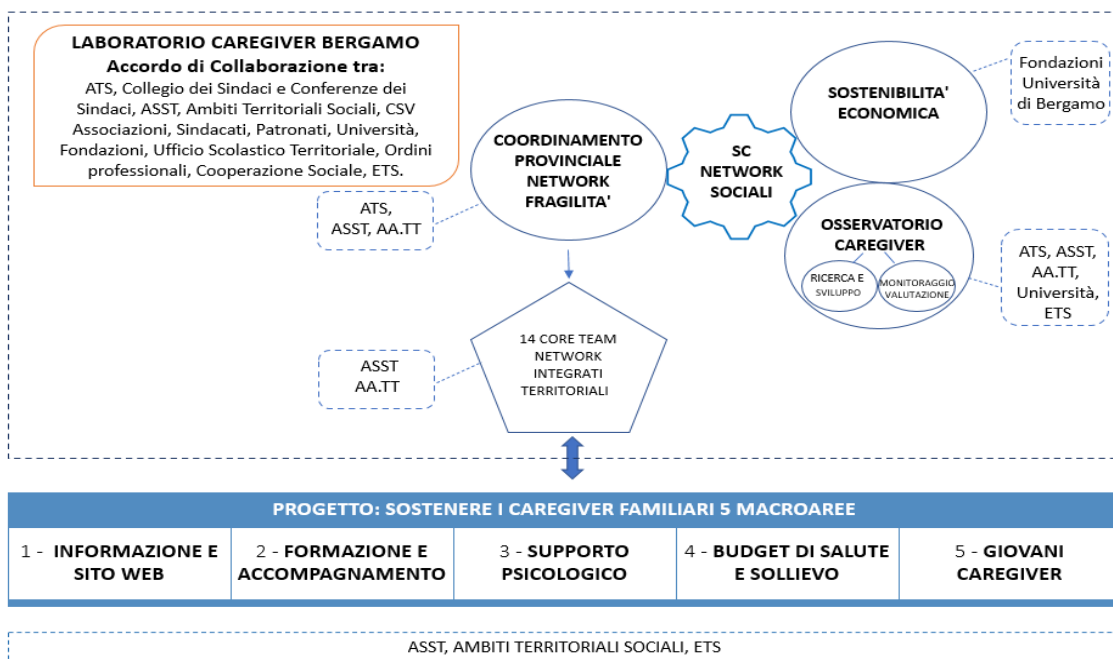 LABORATORIO CAREGIVER BERGAMO
Accordo di Collaborazione tra:
ATS, Collegio dei Sindaci e Conferenze dei
Sindaci, ASST, Ambiti Territoriali Sociali, CSV
Associazioni, Sindacati, Patronati, Università,
Fondazioni, Ufficio Scolastico Territoriale, Ordini
professionali, Cooperazione Sociale, ETS.
ATS,
ASST, AA.TT
COORDINAMENTO
PROVINCIALE
NETWORK
FRAGILITA'
SC
NETWORK
SOCIALI
SOSTENIBILITA'
ECONOMICA
Fondazioni
Università
di Bergamo
OSSERVATORIO
CAREGIVER
RICERCA E
SVILUPPO
MONITORAGGIO
VALUTAZIONE
ATS, ASST,
AA.TT,
Università,
ETS
ASST
AA.TT
14 CORE TEAM
NETWORK
INTEGRATI
TERRITORIALI
PROGETTO: SOSTENERE I CAREGIVER FAMILIARI 5 MACROAREE
1 - INFORMAZIONE E
SITO WEB
2 - FORMAZIONE E
ACCOMPAGNAMENTO
3 - SUPPORTO
PSICOLOGICO
4 - BUDGET DI SALUTE
E SOLLIEVO
5 - GIOVANI
CAREGIVER
ASST, AMBITI TERRITORIALI SOCIALI, ETS